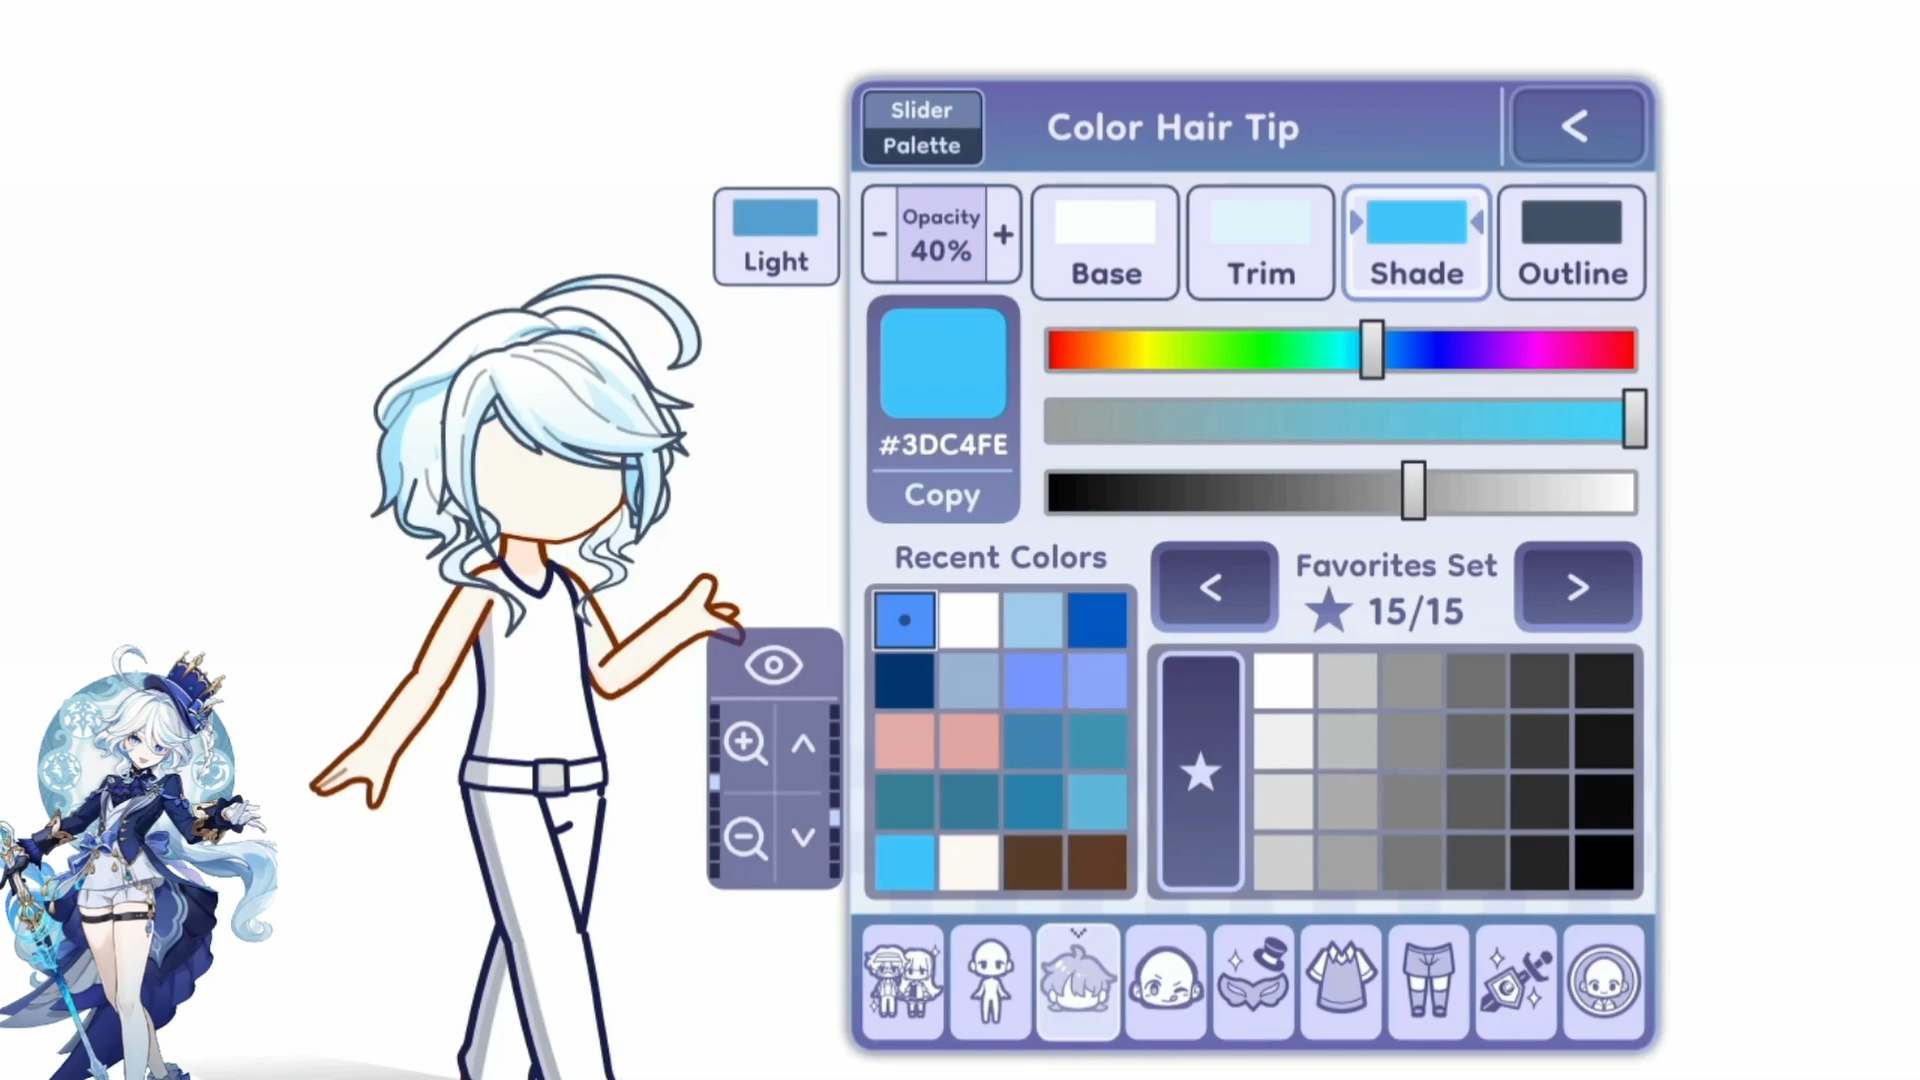 Slider
Palette
Color Hair Tip
<
Light
-
Opacity
40%
+
Base
Trim
Shade
Outline
#3DC4FE
Copy
Recent Colors
<
Favorites Set
15/15
>